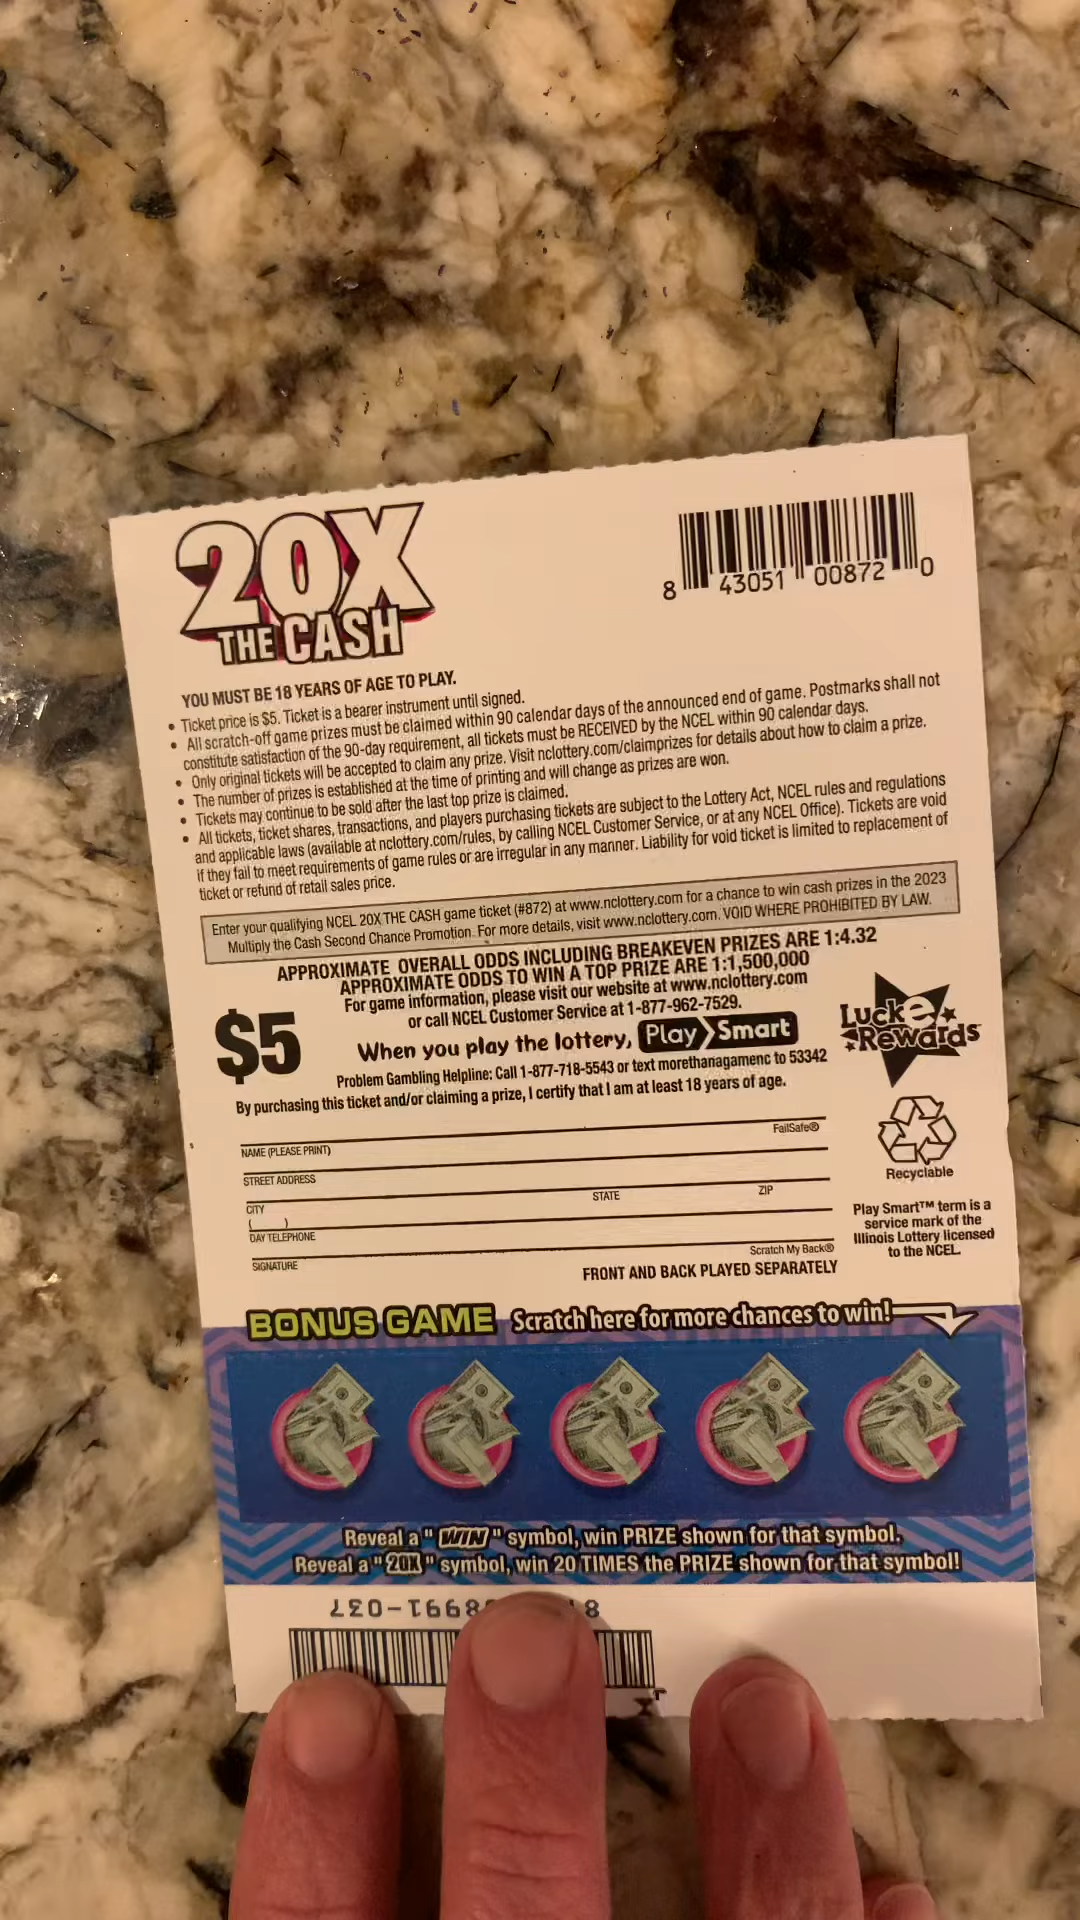 20X
THE CASH
8 43051 00872 0
YOU MUST BE 18 YEARS OF AGE TO PLAY.
• Ticket price is $5. Ticket is a bearer instrument until signed.
• All scratch-off game prizes must be claimed within 90 calendar days of the announced end of game. Postmarks shall not
constitute satisfaction of the 90-day requirement, all tickets must be RECEIVED by the NCEL within 90 calendar days.
• Only original tickets will be accepted to claim any prize. Visit nclottery.com/claimprizes for details about how to claim a prize.
• The number of prizes is established at the time of printing and will change as prizes are won.
• Tickets may continue to be sold after the last top prize is claimed.
• All tickets, ticket shares, transactions, and players purchasing tickets are subject to the Lottery Act, NCEL rules and regulations
and applicable laws (available at nclottery.com/rules, by calling NCEL Customer Service, or at any NCEL Office). Tickets are void
if they fail to meet requirements of game rules or are irregular in any manner. Liability for void ticket is limited to replacement of
ticket or refund of retail sales price.
Enter your qualifying NCEL 20X THE CASH game ticket (#872) at www.nclottery.com for a chance to win cash prizes in the 2023
Multiply the Cash Second Chance Promotion. For more details, visit www.nclottery.com. VOID WHERE PROHIBITED BY LAW.
APPROXIMATE OVERALL ODDS INCLUDING BREAKEVEN PRIZES ARE 1:4.32
APPROXIMATE ODDS TO WIN A TOP PRIZE ARE 1:1,500,000
For game information, please visit our website at www.nclottery.com
or call NCEL Customer Service at 1-877-962-7529.
$5
When you play the lottery, Play Smart
Problem Gambling Helpline: Call 1-877-718-5543 or text morethanagamenc to 53342
By purchasing this ticket and/or claiming a prize, I certify that I am at least 18 years of age.
Lucke
Rewards
FailSafe®
NAME (PLEASE PRINT)
STREET ADDRESS
CITY STATE ZIP
( )
DAY TELEPHONE
Scratch My Back®
SIGNATURE
FRONT AND BACK PLAYED SEPARATELY
Recyclable
Play Smart™ term is a
service mark of the
Illinois Lottery licensed
to the NCEL.
BONUS GAME Scratch here for more chances to win!
Reveal a "WIN" symbol, win PRIZE shown for that symbol.
Reveal a "20X" symbol, win 20 TIMES the PRIZE shown for that symbol!